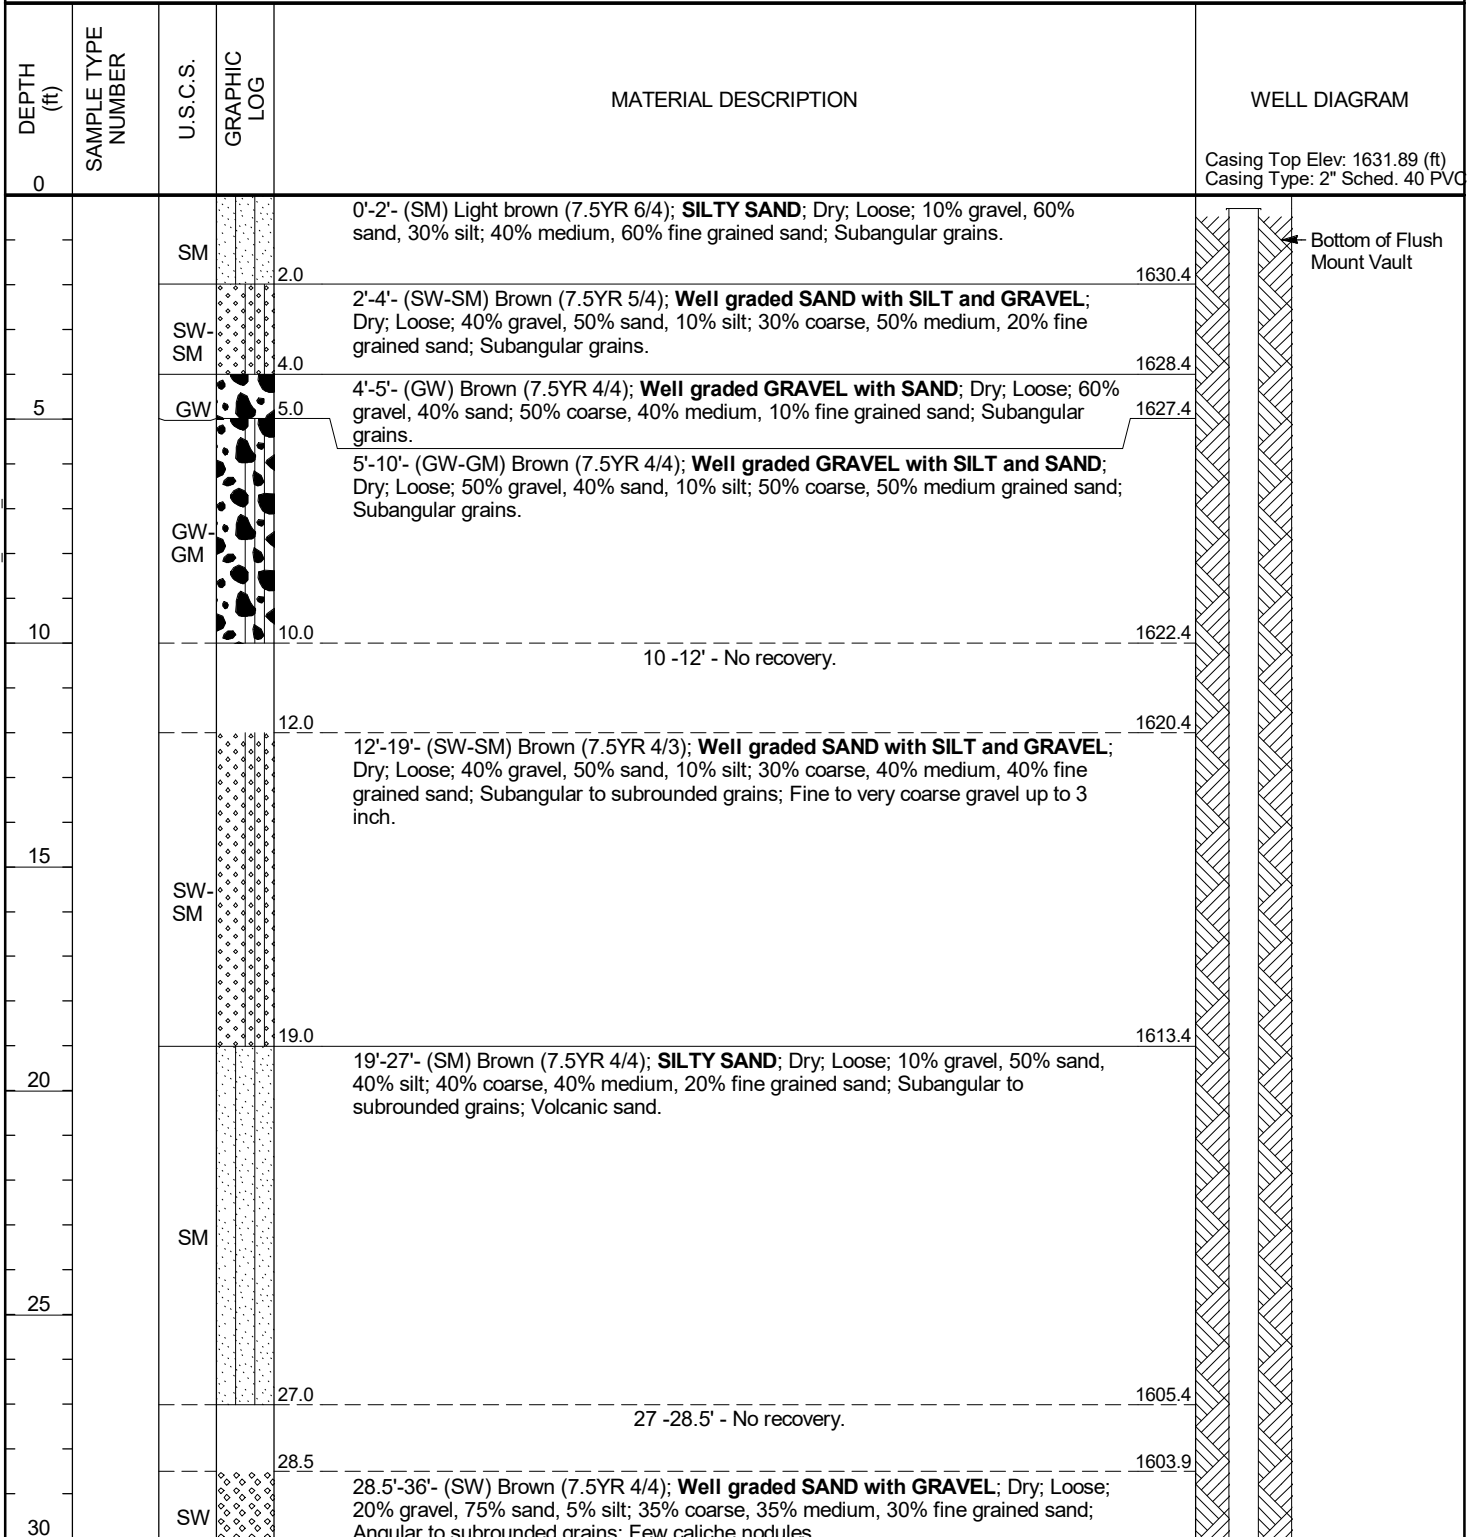 DEPTH
(ft)
SAMPLE TYPE
NUMBER
U.S.C.S.
GRAPHIC
LOG
MATERIAL DESCRIPTION
WELL DIAGRAM
Casing Top Elev: 1631.89 (ft)
Casing Type: 2" Sched. 40 PVC
0
0'-2'- (SM) Light brown (7.5YR 6/4); SILTY SAND; Dry; Loose; 10% gravel, 60%
sand, 30% silt; 40% medium, 60% fine grained sand; Subangular grains.
SM
Bottom of Flush
Mount Vault
2.0 1630.4
2'-4'- (SW-SM) Brown (7.5YR 5/4); Well graded SAND with SILT and GRAVEL;
Dry; Loose; 40% gravel, 50% sand, 10% silt; 30% coarse, 50% medium, 20% fine
grained sand; Subangular grains.
SW-
SM
4.0 1628.4
4'-5'- (GW) Brown (7.5YR 4/4); Well graded GRAVEL with SAND; Dry; Loose; 60%
gravel, 40% sand; 50% coarse, 40% medium, 10% fine grained sand; Subangular
grains.
5 GW 5.0 1627.4
5'-10'- (GW-GM) Brown (7.5YR 4/4); Well graded GRAVEL with SILT and SAND;
Dry; Loose; 50% gravel, 40% sand, 10% silt; 50% coarse, 50% medium grained sand;
Subangular grains.
GW-
GM
10 10.0 1622.4
10 -12' - No recovery.
12.0 1620.4
12'-19'- (SW-SM) Brown (7.5YR 4/3); Well graded SAND with SILT and GRAVEL;
Dry; Loose; 40% gravel, 50% sand, 10% silt; 30% coarse, 40% medium, 40% fine
grained sand; Subangular to subrounded grains; Fine to very coarse gravel up to 3
inch.
15
SW-
SM
19.0 1613.4
19'-27'- (SM) Brown (7.5YR 4/4); SILTY SAND; Dry; Loose; 10% gravel, 50% sand,
40% silt; 40% coarse, 40% medium, 20% fine grained sand; Subangular to
subrounded grains; Volcanic sand.
20
SM
25
27.0 1605.4
27 -28.5' - No recovery.
28.5 1603.9
28.5'-36'- (SW) Brown (7.5YR 4/4); Well graded SAND with GRAVEL; Dry; Loose;
20% gravel, 75% sand, 5% silt; 35% coarse, 35% medium, 30% fine grained sand;
Angular to subrounded grains; Few caliche nodules
SW
30